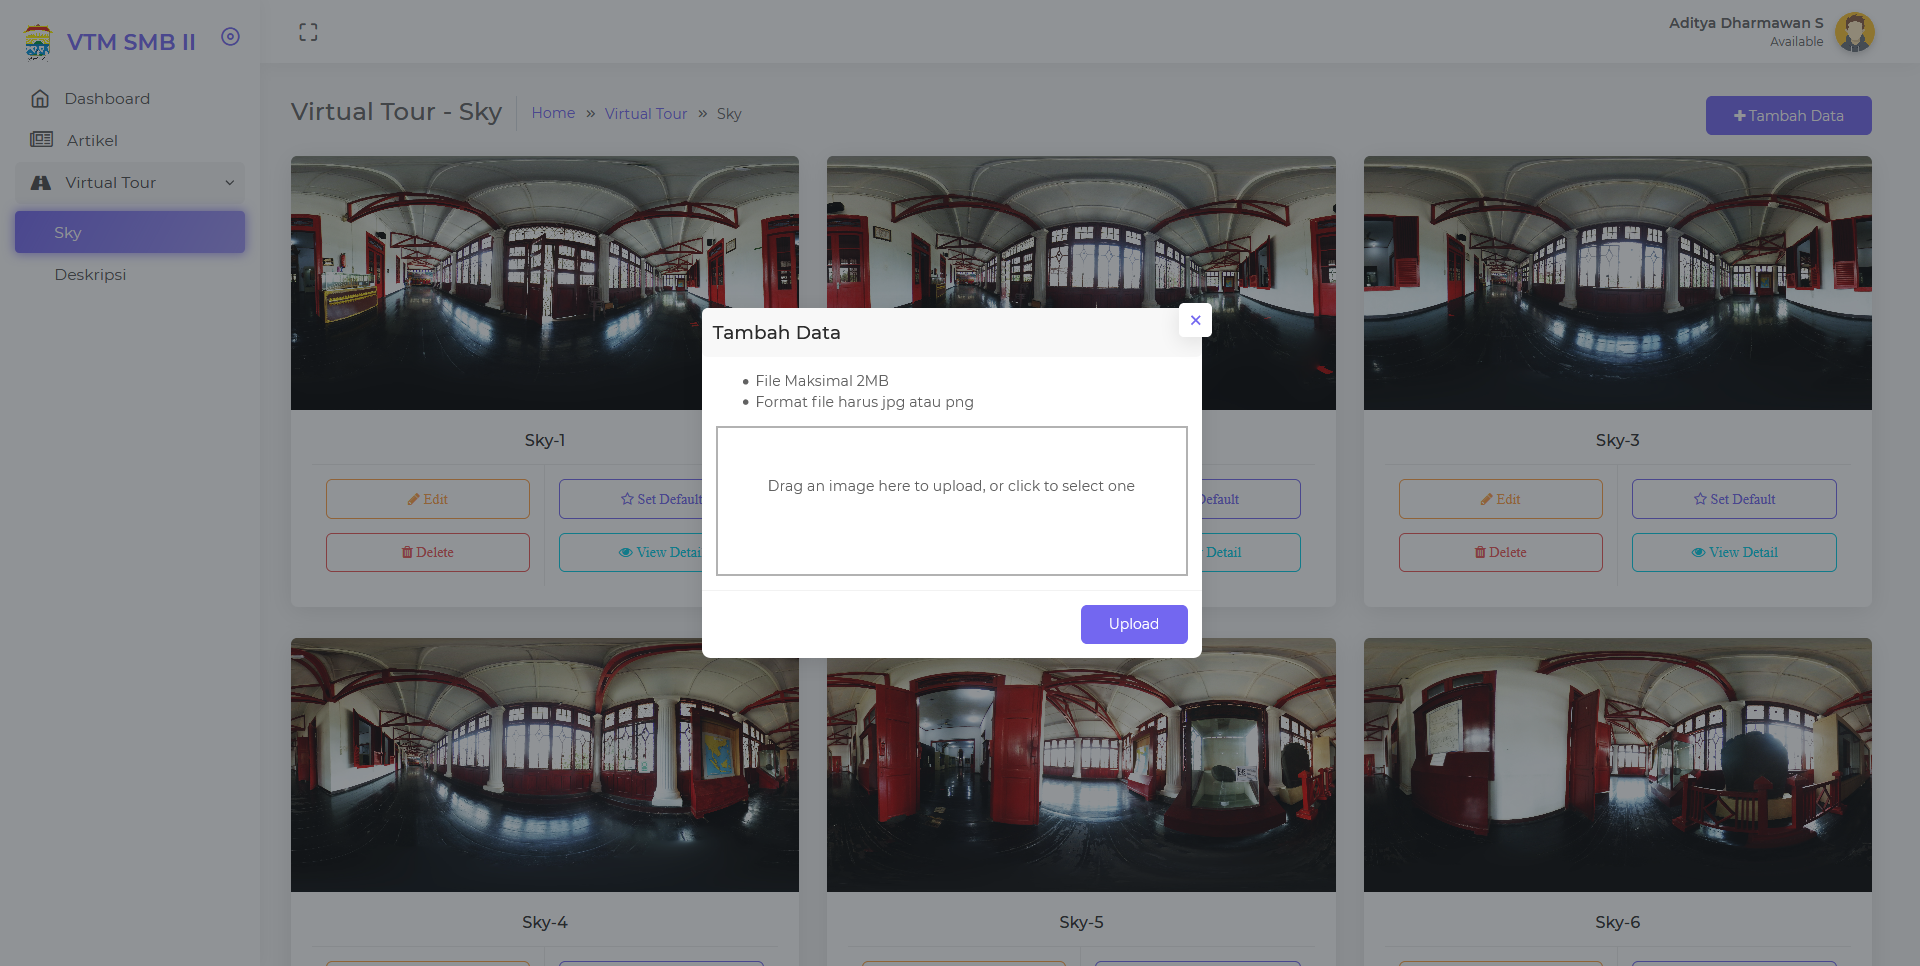 VTM SMB II
Dashboard
Artikel
Virtual Tour
Sky
Deskripsi
Aditya Dharmawan S
Available
Virtual Tour - Sky
Home » Virtual Tour » Sky
Tambah Data
Tambah Data
File Maksimal 2MB
Format file harus jpg atau png
Drag an image here to upload, or click to select one
Upload
Sky-1
Edit
Set Default
Delete
View Detai
Default
Detail
Sky-3
Edit
Set Default
Delete
View Detail
Sky-4
Sky-5
Sky-6